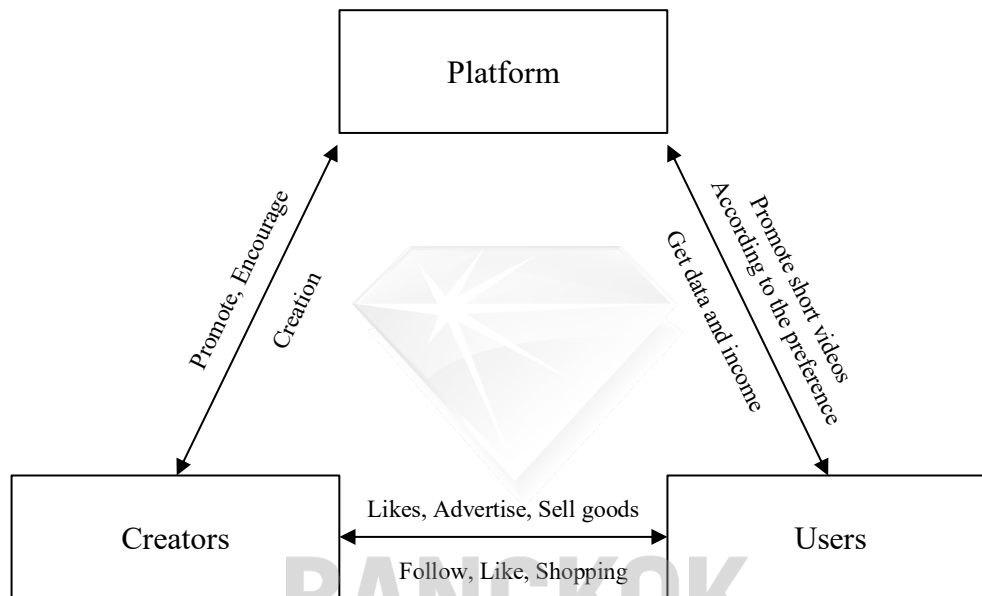 Platform
Promote, Encourage
Creation
Promote short videos
According to the preference
Get data and income
Likes, Advertise, Sell goods
Creators
Users
Follow, Like, Shopping
BANGKOK